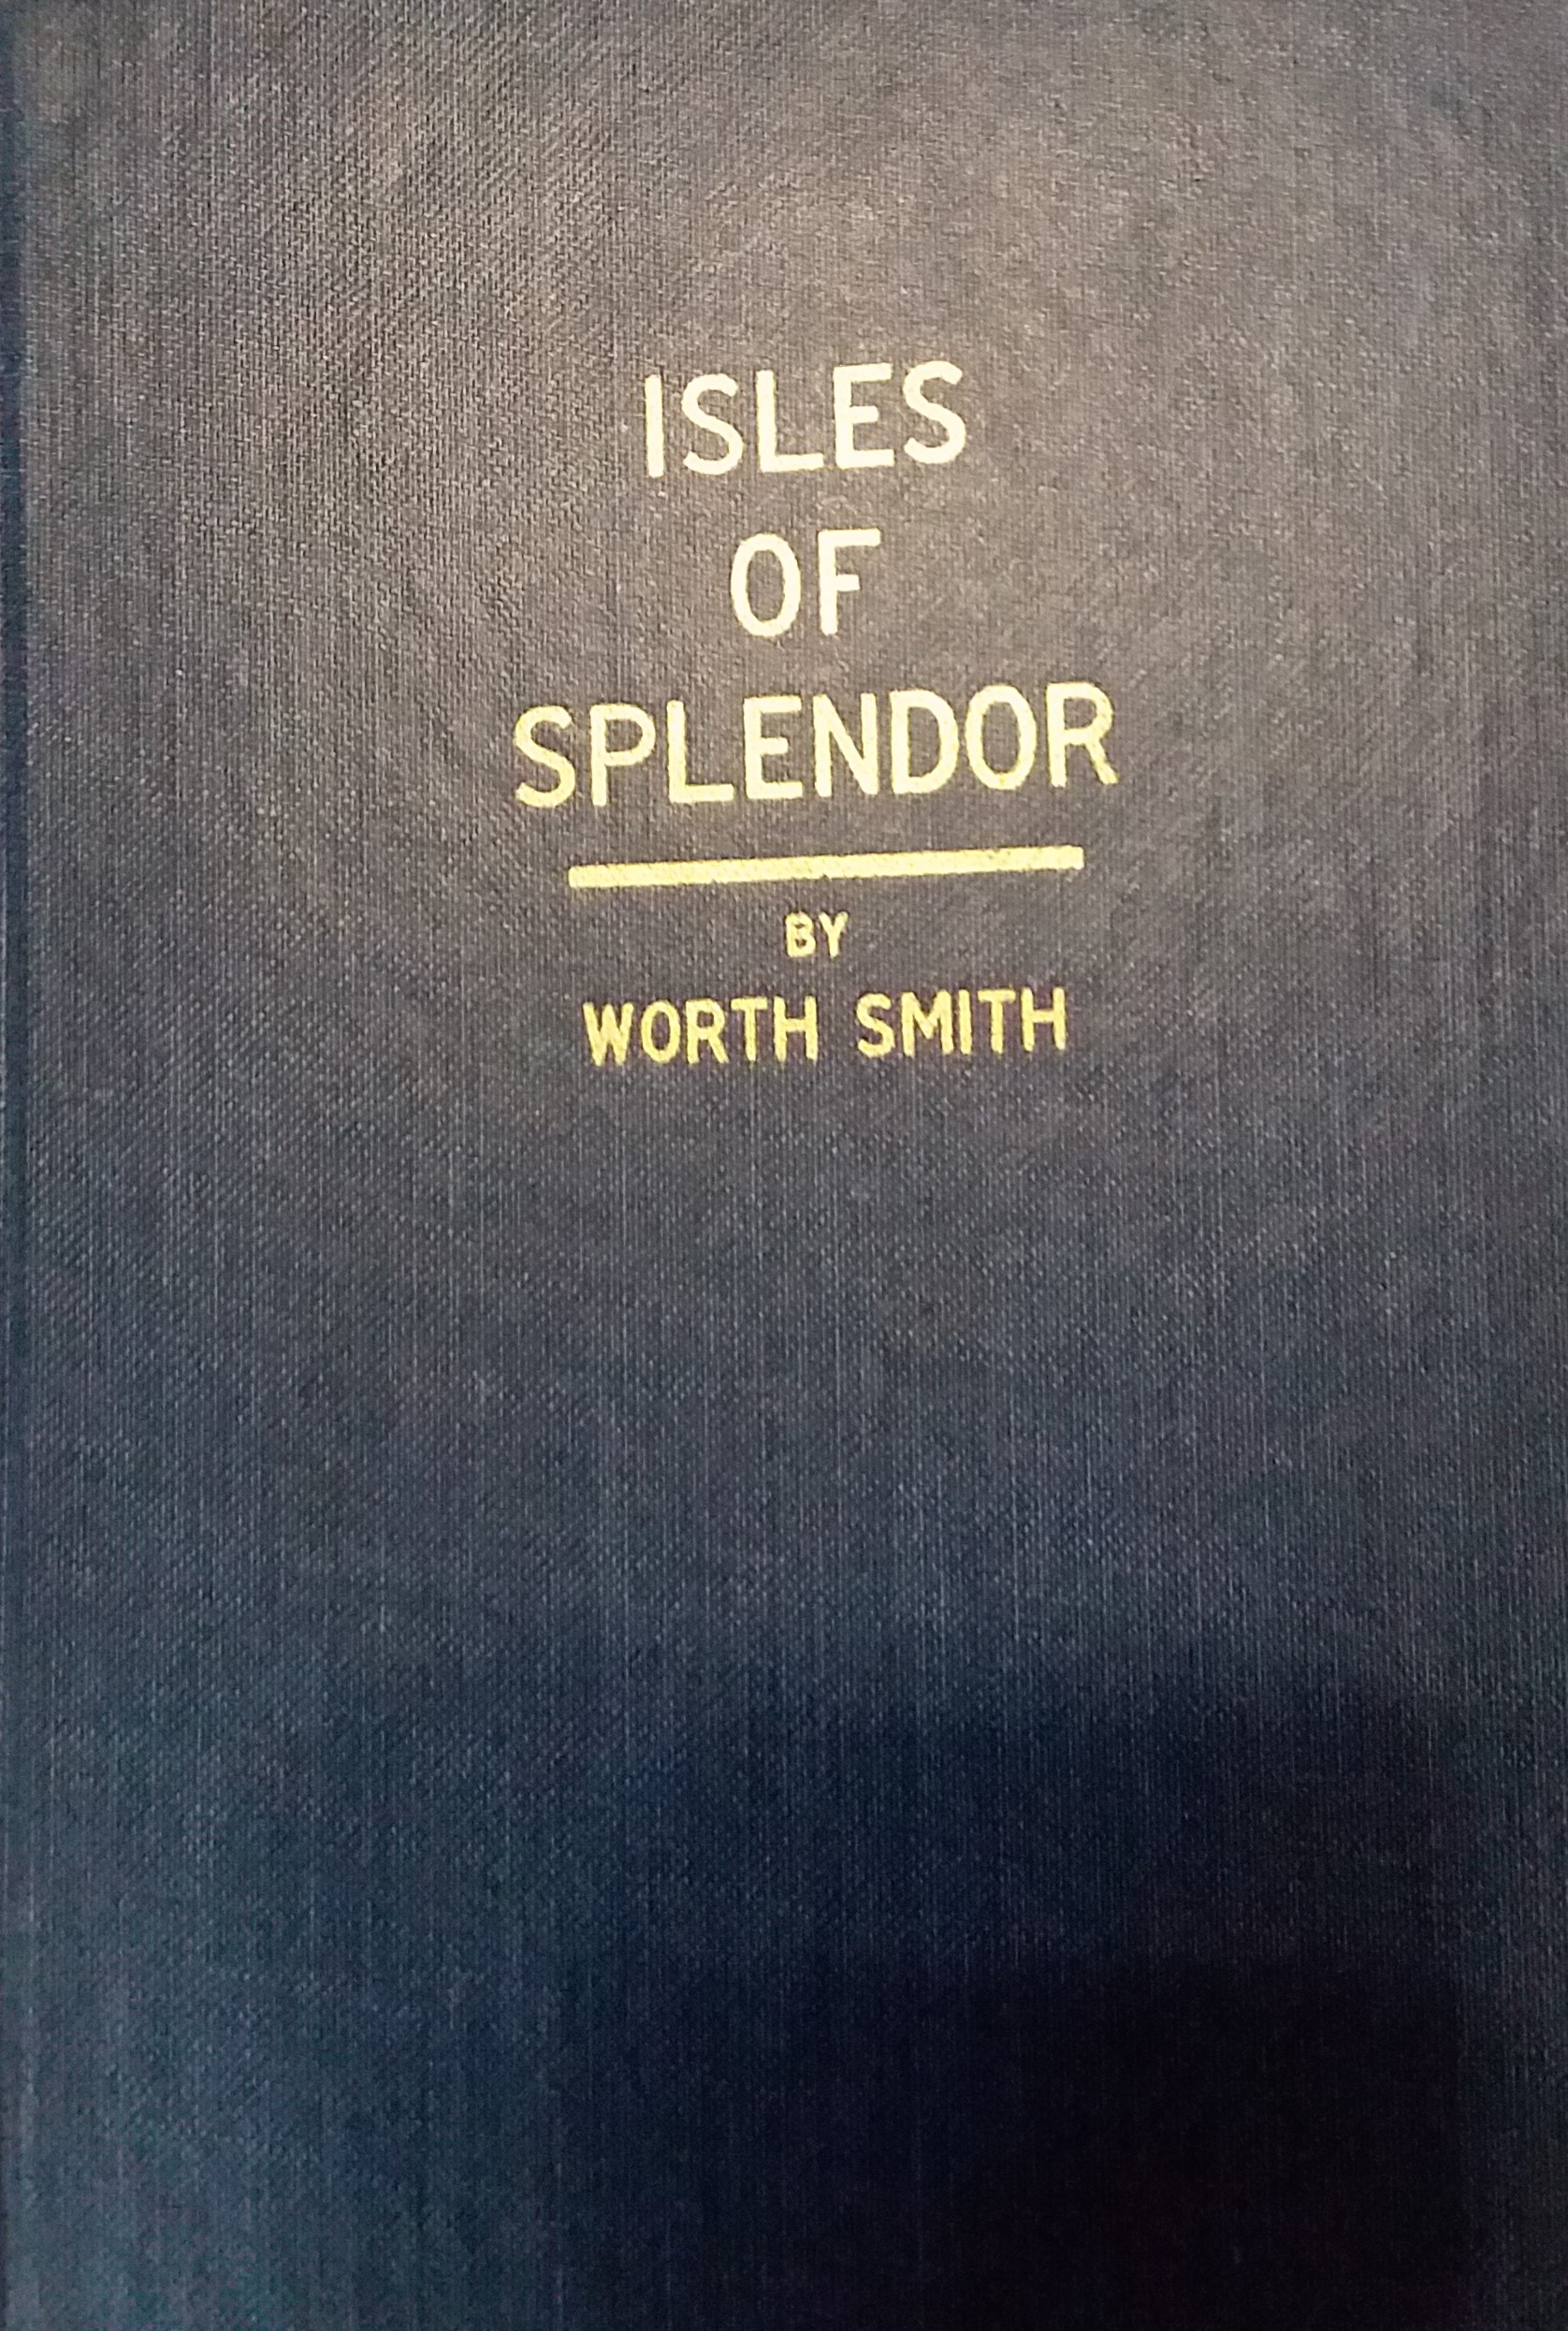 ISLES
OF
SPLENDOR
BY
WORTH SMITH